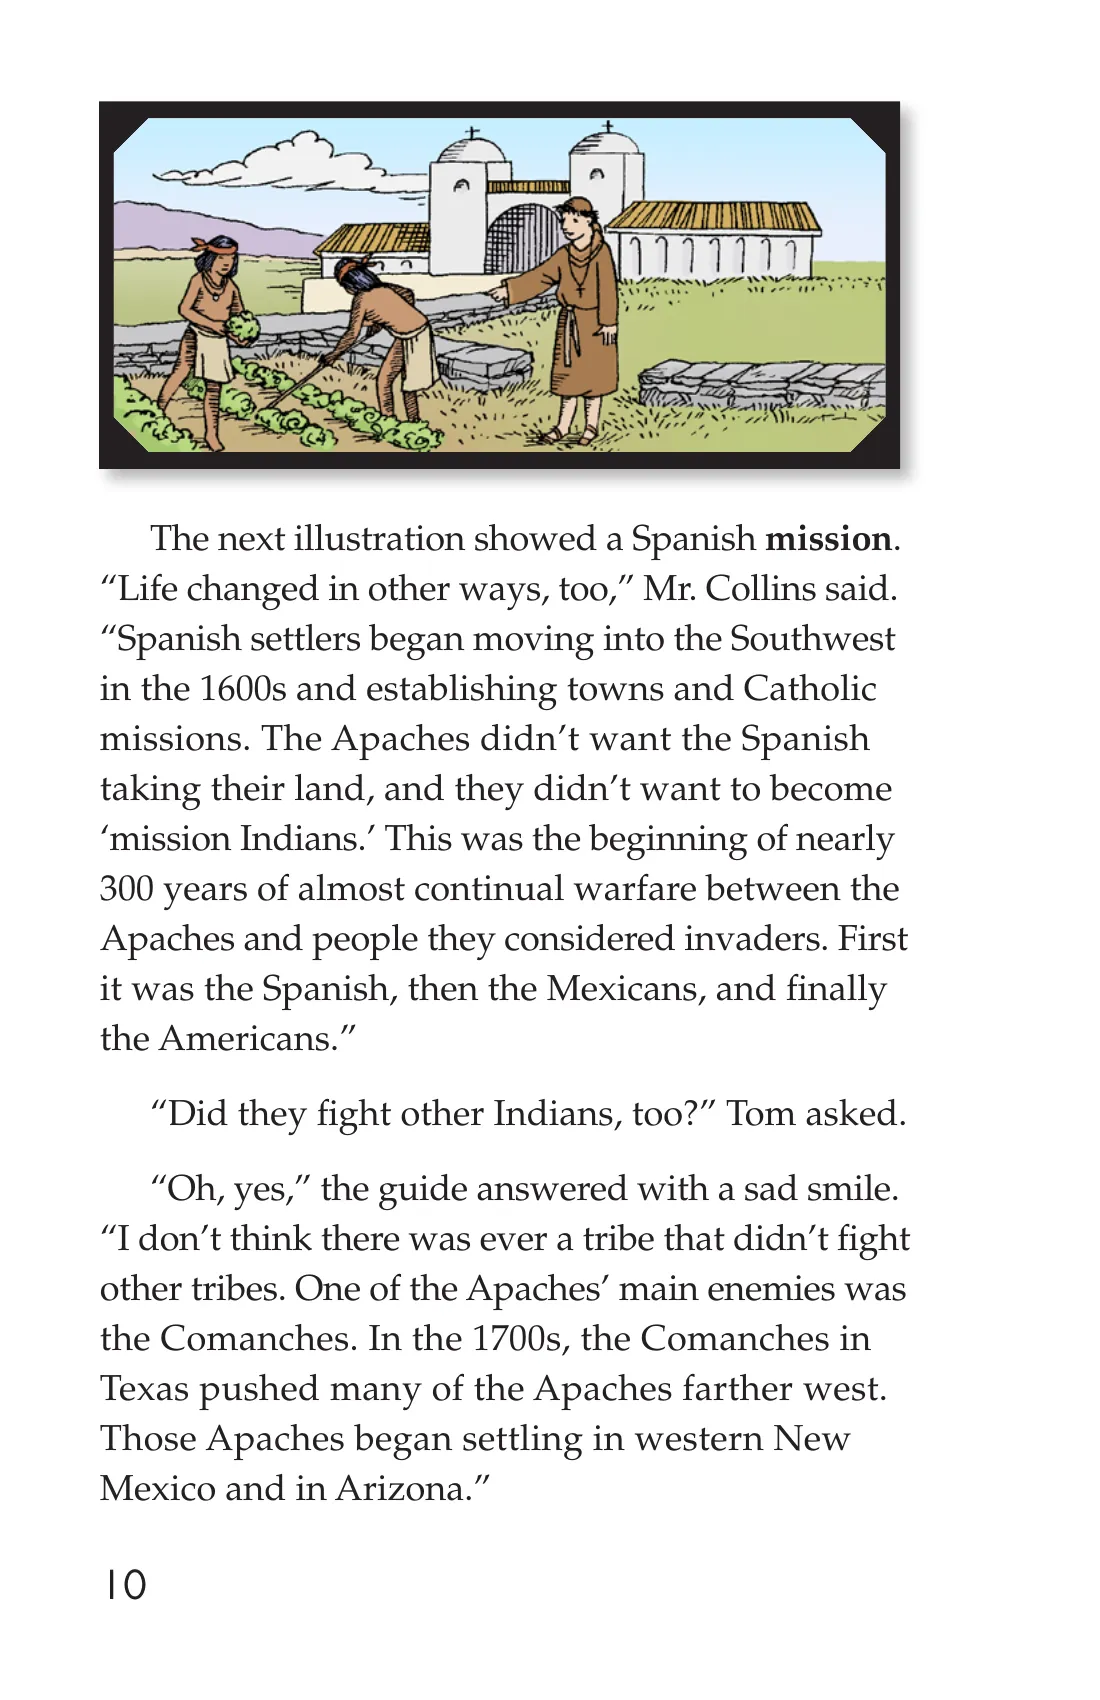 The next illustration showed a Spanish mission.
“Life changed in other ways, too,” Mr. Collins said.
“Spanish settlers began moving into the Southwest
in the 1600s and establishing towns and Catholic
missions. The Apaches didn’t want the Spanish
taking their land, and they didn’t want to become
‘mission Indians.’ This was the beginning of nearly
300 years of almost continual warfare between the
Apaches and people they considered invaders. First
it was the Spanish, then the Mexicans, and finally
the Americans.”
“Did they fight other Indians, too?” Tom asked.
“Oh, yes,” the guide answered with a sad smile.
“I don’t think there was ever a tribe that didn’t fight
other tribes. One of the Apaches’ main enemies was
the Comanches. In the 1700s, the Comanches in
Texas pushed many of the Apaches farther west.
Those Apaches began settling in western New
Mexico and in Arizona.”
10